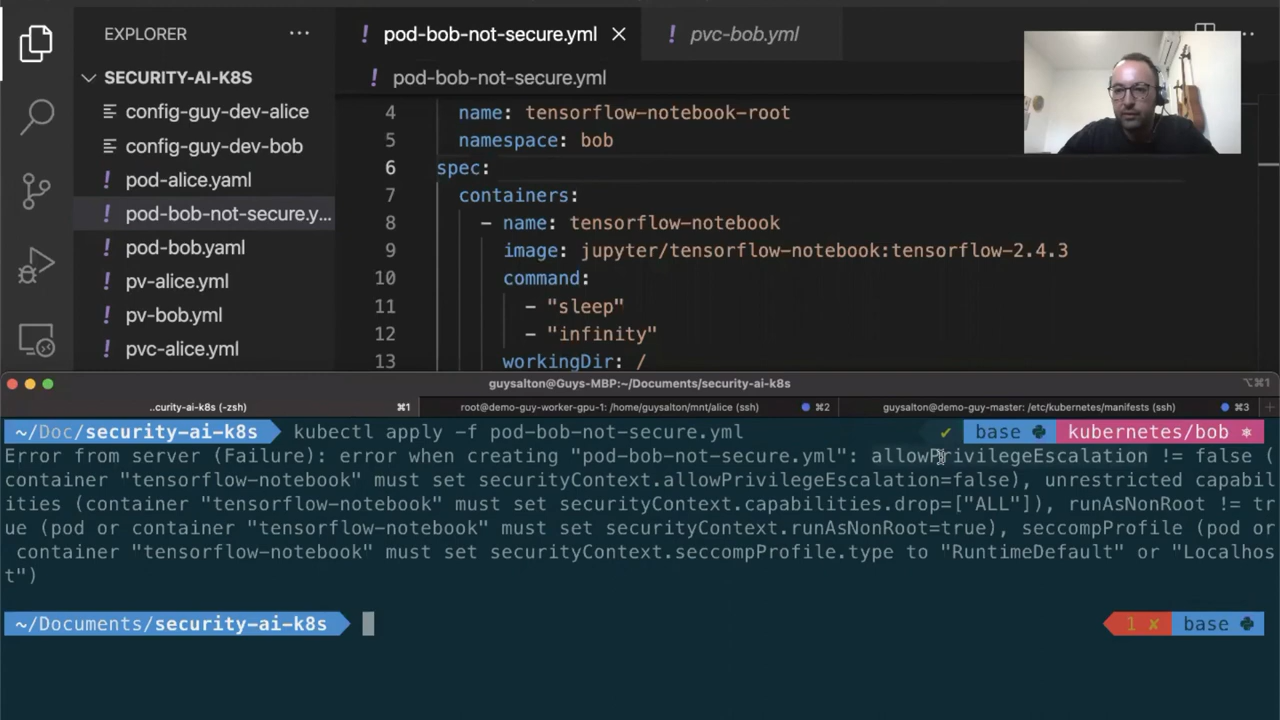 EXPLORER
SECURITY-AI-K8S
config-guy-dev-alice
config-guy-dev-bob
pod-alice.yaml
pod-bob-not-secure.y...
pod-bob.yaml
pv-alice.yml
pv-bob.yml
pvc-alice.yml
pod-bob-not-secure.yml
pvc-bob.yml
pod-bob-not-secure.yml
4 name: tensorflow-notebook-root
5 namespace: bob
6 spec:
7 containers:
8 - name: tensorflow-notebook
9 image: jupyter/tensorflow-notebook:tensorflow-2.4.3
10 command:
11 - "sleep"
12 - "infinity"
13 workingDir: /
guysalton@Guys-MBP:~/Documents/security-ai-k8s ⌥⌘1
..curity-ai-k8s (-zsh) ⌘1 root@demo-guy-worker-gpu-1: /home/guysalton/mnt/alice (ssh) ⌘2 guysalton@demo-guy-master: /etc/kubernetes/manifests (ssh) ⌘3
~/Doc/security-ai-k8s kubectl apply -f pod-bob-not-secure.yml ✔ base kubernetes/bob
Error from server (Failure): error when creating "pod-bob-not-secure.yml": allowPrivilegeEscalation != false (
container "tensorflow-notebook" must set securityContext.allowPrivilegeEscalation=false), unrestricted capabil
ities (container "tensorflow-notebook" must set securityContext.capabilities.drop=["ALL"]), runAsNonRoot != tr
ue (pod or container "tensorflow-notebook" must set securityContext.runAsNonRoot=true), seccompProfile (pod or
container "tensorflow-notebook" must set securityContext.seccompProfile.type to "RuntimeDefault" or "Localhos
t")
~/Documents/security-ai-k8s 1 ✘ base